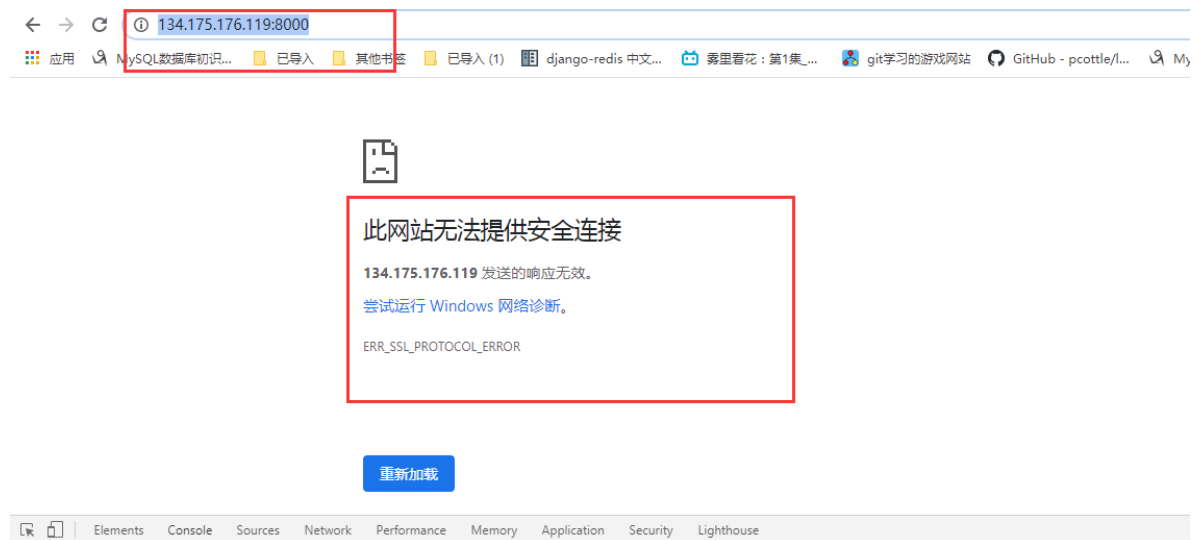 134.175.176.119:8000
应用 MySQL数据库初识... 已导入 其他书签 已导入 (1) django-redis 中文... 雾里看花：第1集_... git学习的游戏网站 GitHub - pcottle/l... My
此网站无法提供安全连接
134.175.176.119 发送的响应无效。
尝试运行 Windows 网络诊断。
ERR_SSL_PROTOCOL_ERROR
重新加载
Elements Console Sources Network Performance Memory Application Security Lighthouse